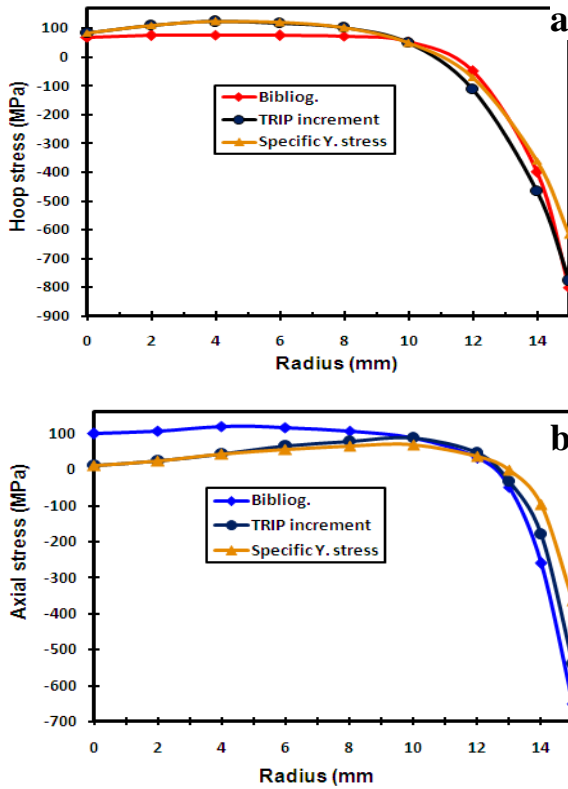 a
100
0
-100
-200
-300
-400
-500
-600
-700
-800
-900
Hoop stress (MPa)
Bibliog.
TRIP increment
Specific Y. stress
0 2 4 6 8 10 12 14
Radius (mm)
b
100
0
-100
-200
-300
-400
-500
-600
-700
Axial stress (MPa)
Bibliog.
TRIP increment
Specific Y. stress
0 2 4 6 8 10 12 14
Radius (mm